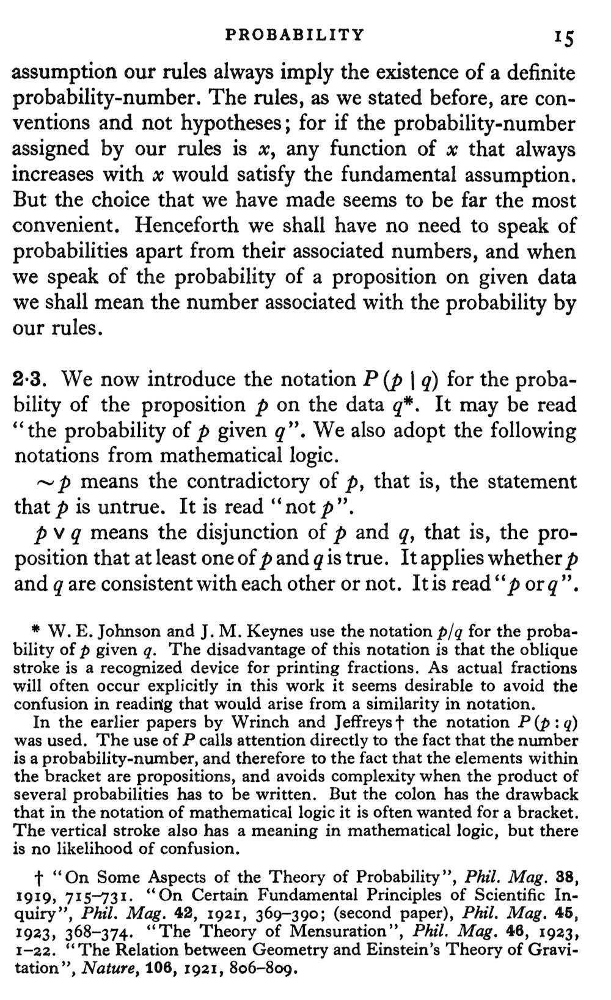 PROBABILITY 15
assumption our rules always imply the existence of a definite
probability-number. The rules, as we stated before, are con-
ventions and not hypotheses; for if the probability-number
assigned by our rules is x, any function of x that always
increases with x would satisfy the fundamental assumption.
But the choice that we have made seems to be far the most
convenient. Henceforth we shall have no need to speak of
probabilities apart from their associated numbers, and when
we speak of the probability of a proposition on given data
we shall mean the number associated with the probability by
our rules.
2·3. We now introduce the notation P (p | q) for the proba-
bility of the proposition p on the data q*. It may be read
“the probability of p given q”. We also adopt the following
notations from mathematical logic.
~p means the contradictory of p, that is, the statement
that p is untrue. It is read “not p”.
p v q means the disjunction of p and q, that is, the pro-
position that at least one of p and q is true. It applies whether p
and q are consistent with each other or not. It is read “p or q”.
* W. E. Johnson and J. M. Keynes use the notation p/q for the proba-
bility of p given q. The disadvantage of this notation is that the oblique
stroke is a recognized device for printing fractions. As actual fractions
will often occur explicitly in this work it seems desirable to avoid the
confusion in reading that would arise from a similarity in notation.
In the earlier papers by Wrinch and Jeffreys† the notation P (p : q)
was used. The use of P calls attention directly to the fact that the number
is a probability-number, and therefore to the fact that the elements within
the bracket are propositions, and avoids complexity when the product of
several probabilities has to be written. But the colon has the drawback
that in the notation of mathematical logic it is often wanted for a bracket.
The vertical stroke also has a meaning in mathematical logic, but there
is no likelihood of confusion.
† “On Some Aspects of the Theory of Probability”, Phil. Mag. 38,
1919, 715–731. “On Certain Fundamental Principles of Scientific In-
quiry”, Phil. Mag. 42, 1921, 369–390; (second paper), Phil. Mag. 45,
1923, 368–374. “The Theory of Mensuration”, Phil. Mag. 46, 1923,
1–22. “The Relation between Geometry and Einstein’s Theory of Gravi-
tation”, Nature, 106, 1921, 806–809.